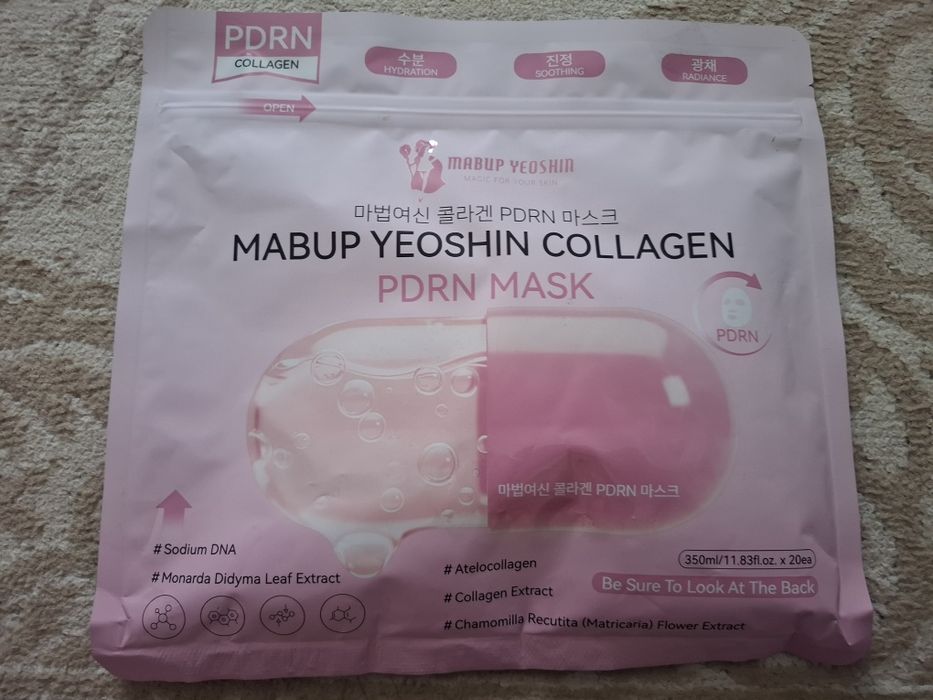 PDRN
COLLAGEN
수분
HYDRATION
진정
SOOTHING
광채
RADIANCE
OPEN
MABUP YEOSHIN
MAGIC FOR YOUR SKIN
마법여신 콜라겐 PDRN 마스크
MABUP YEOSHIN COLLAGEN
PDRN MASK
PDRN
마법여신 콜라겐 PDRN 마스크
# Sodium DNA
# Monarda Didyma Leaf Extract
# Atelocollagen
# Collagen Extract
# Chamomilla Recutita (Matricaria) Flower Extract
350ml/11.83fl.oz. x 20ea
Be Sure To Look At The Back